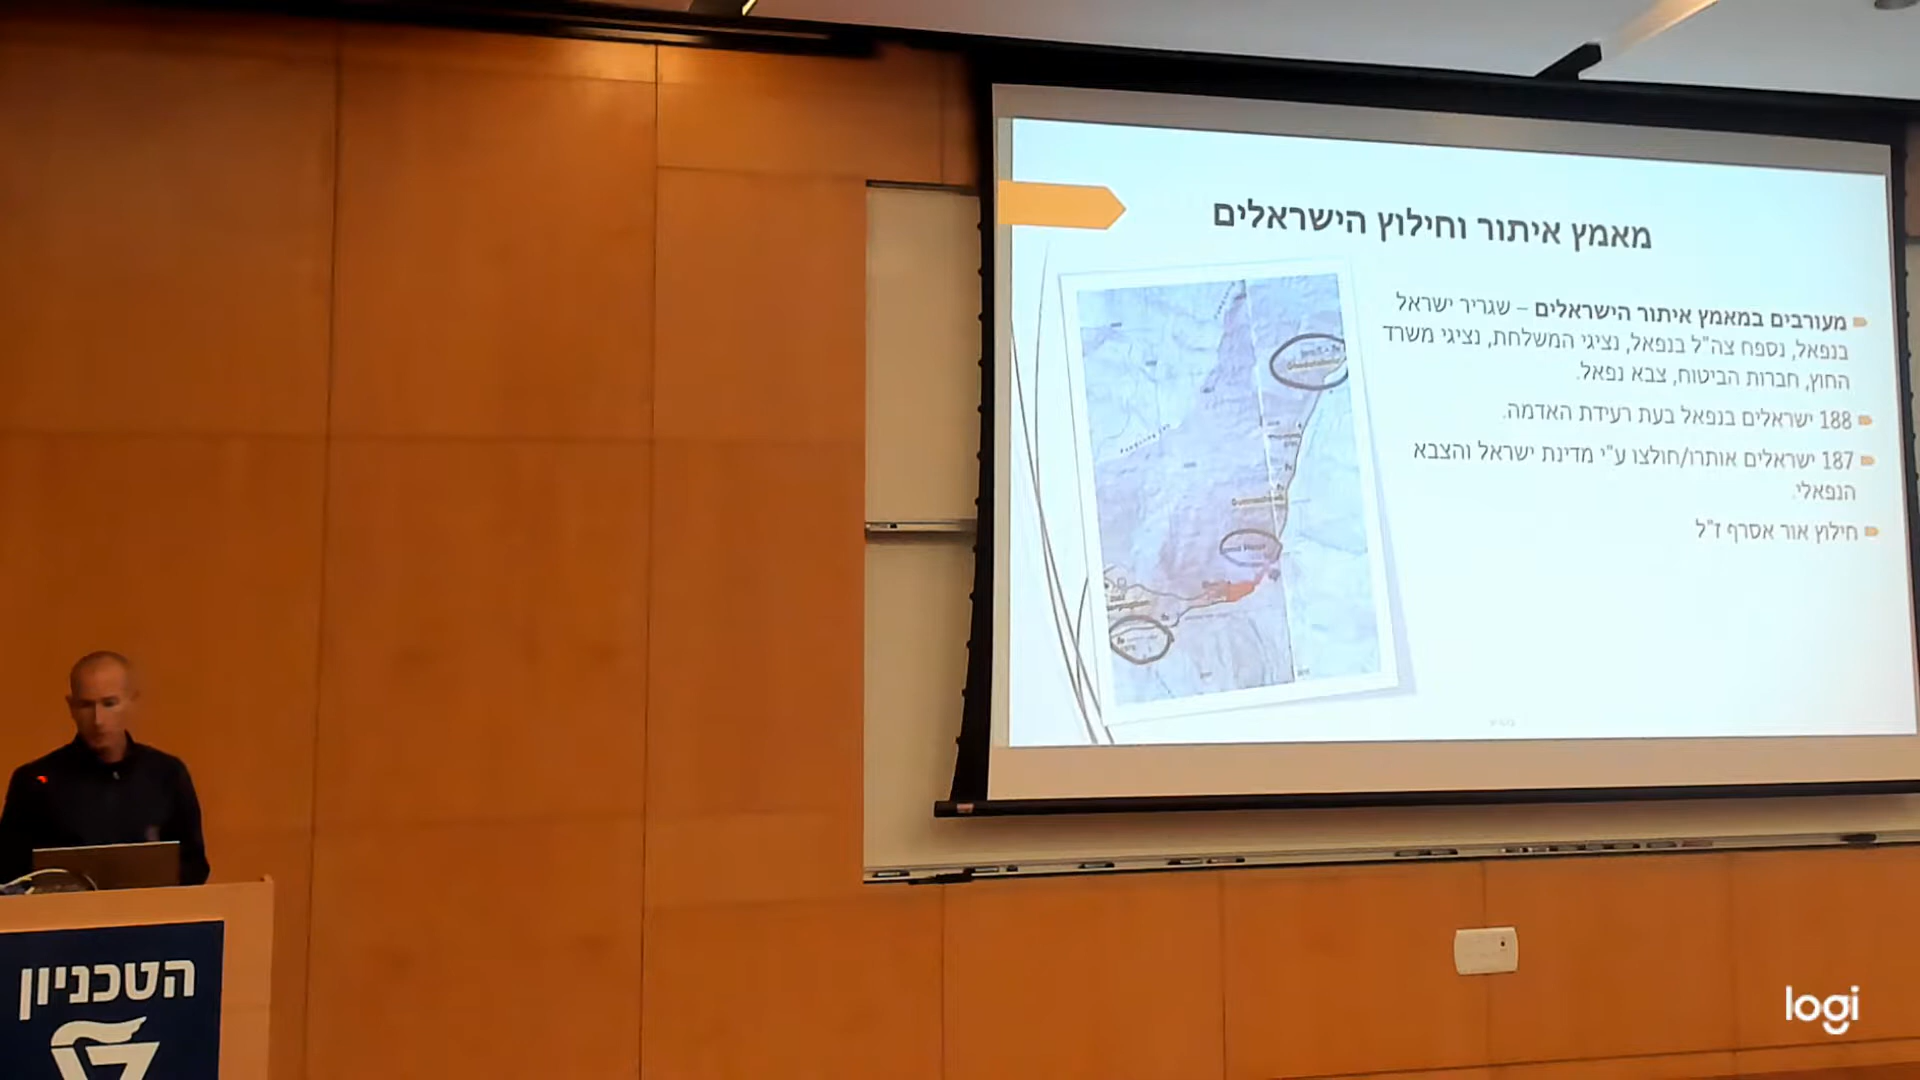 מאמץ איתור וחילוץ הישראלים
מעורבים במאמץ איתור הישראלים – שגריר ישראל
בנפאל, נספח צה"ל בנפאל, נציגי המשלחת, נציגי משרד
החוץ, חברות הביטוח, צבא נפאל.
188 ישראלים בנפאל בעת רעידת האדמה.
187 ישראלים אותרו/חולצו ע"י מדינת ישראל והצבא
הנפאלי.
חילוץ אור אסרף ז"ל
הטכניון
logi